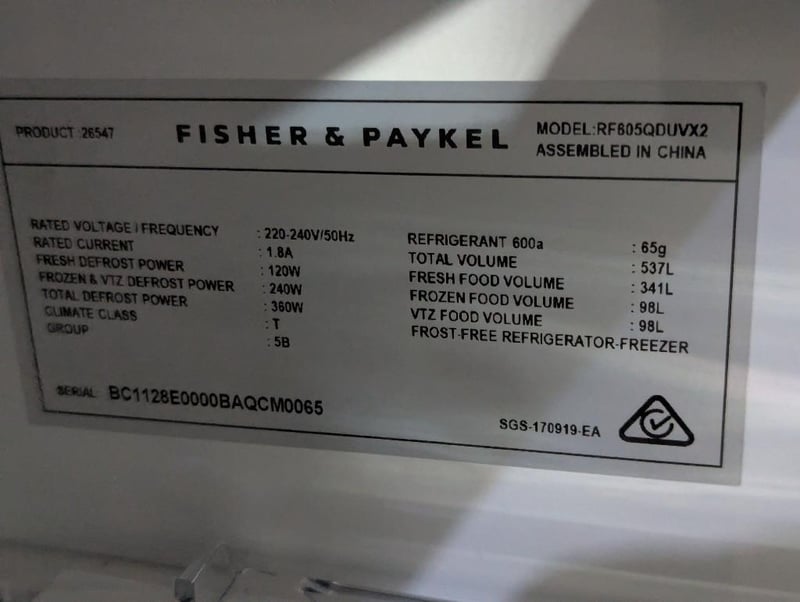 PRODUCT :26547
FISHER & PAYKEL
MODEL:RF605QDUVX2
ASSEMBLED IN CHINA
RATED VOLTAGE / FREQUENCY : 220-240V/50Hz
RATED CURRENT : 1.8A
FRESH DEFROST POWER : 120W
FROZEN & VTZ DEFROST POWER : 240W
TOTAL DEFROST POWER : 360W
CLIMATE CLASS : T
GROUP : 5B
REFRIGERANT 600a : 65g
TOTAL VOLUME : 537L
FRESH FOOD VOLUME : 341L
FROZEN FOOD VOLUME : 98L
VTZ FOOD VOLUME : 98L
FROST-FREE REFRIGERATOR-FREEZER
SERIAL BC1128E0000BAQCM0065
SGS-170919-EA